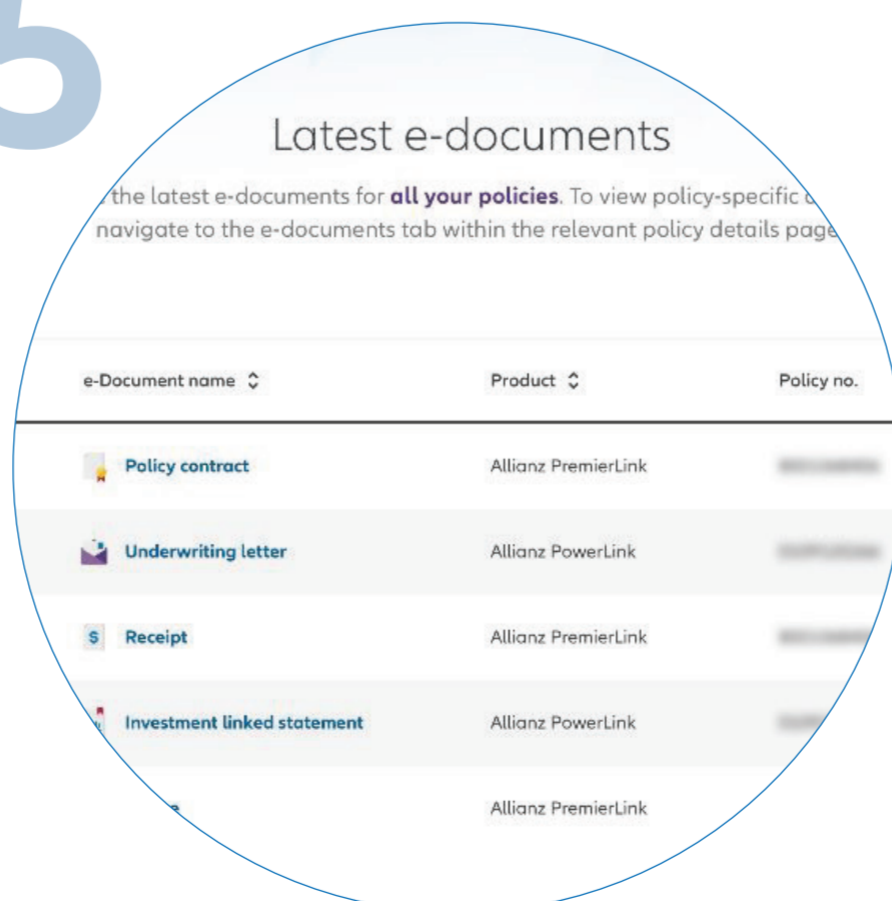 6
Latest e-documents
the latest e-documents for all your policies. To view policy-specific
navigate to the e-documents tab within the relevant policy details page
e-Document name Product Policy no.
Policy contract Allianz PremierLink
Underwriting letter Allianz PowerLink
$ Receipt Allianz PremierLink
Investment linked statement Allianz PowerLink
Allianz PremierLink